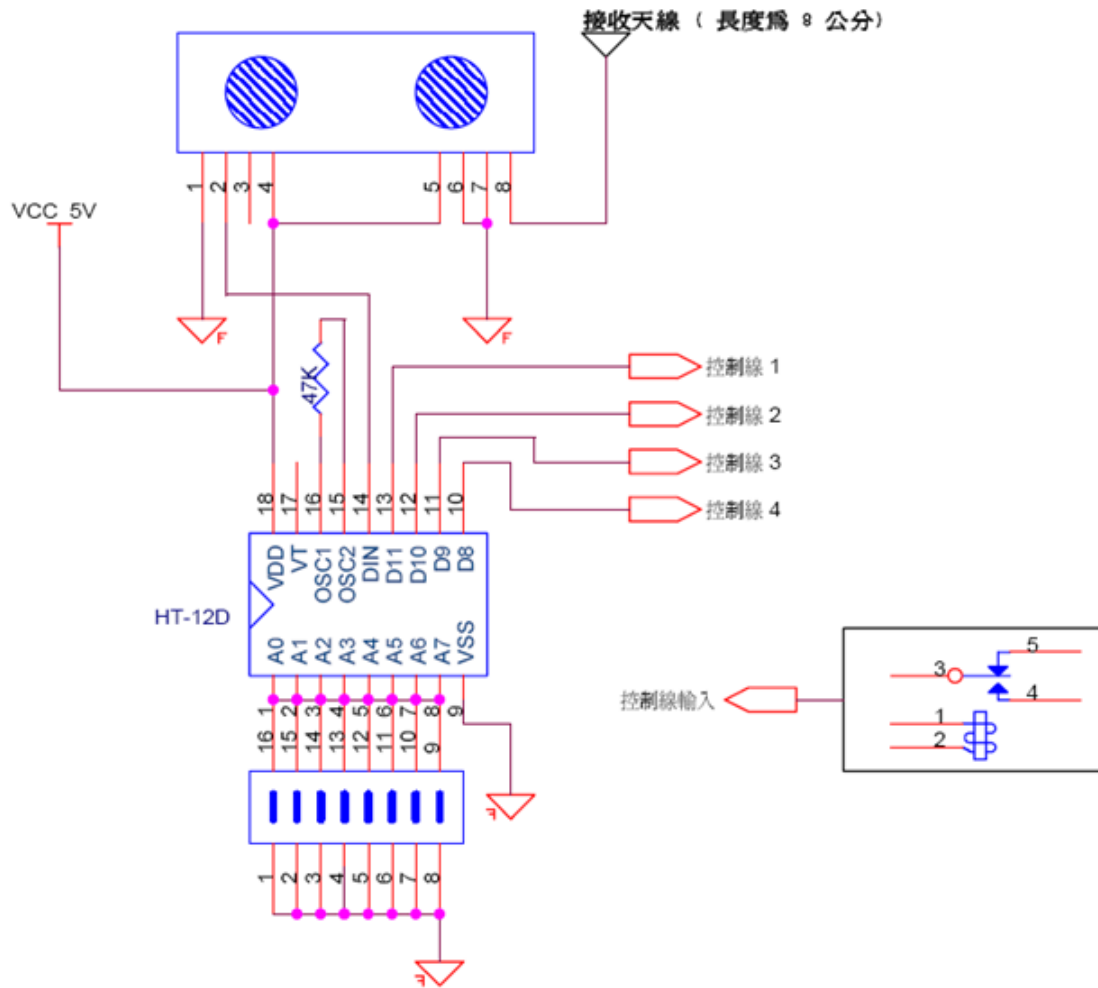 接收天線 ( 長度為 8 公分)
1 2 3 4 5 6 7 8
VCC 5V
F F
47K
控制線 1
控制線 2
控制線 3
控制線 4
18 17 16 15 14 13 12 11 10
VDD VT OSC1 OSC2 DIN D11 D10 D9 D8
HT-12D
A0 A1 A2 A3 A4 A5 A6 A7 VSS
1 2 3 4 5 6 7 8 9
16 15 14 13 12 11 10 9
F
1 2 3 4 5 6 7 8
F
控制線輸入
5
3
4
1
2